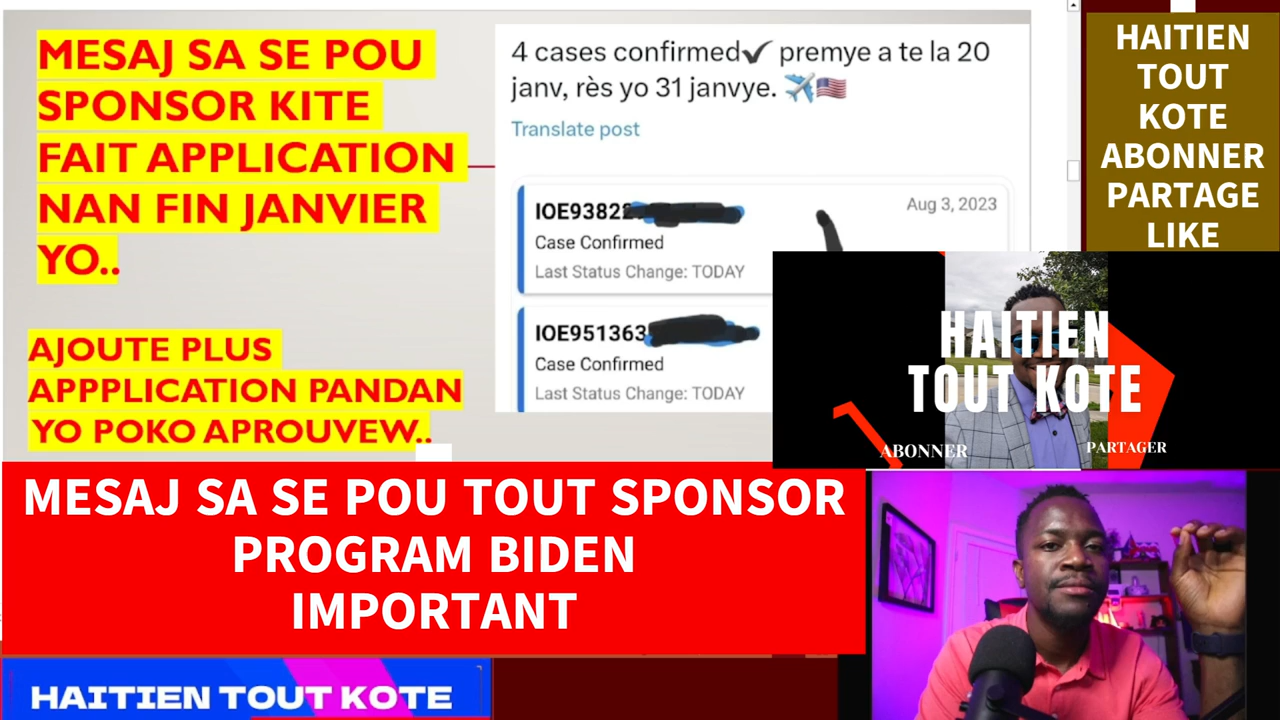 MESAJ SA SE POU
SPONSOR KITE
FAIT APPLICATION
NAN FIN JANVIER
YO..
AJOUTE PLUS
APPPLICATION PANDAN
YO POKO APROUVEW..
4 cases confirmed✔ premye a te la 20
janv, rès yo 31 janvye. ✈️🇺🇸
Translate post
IOE93822
Aug 3, 2023
Case Confirmed
Last Status Change: TODAY
IOE951363
Case Confirmed
Last Status Change: TODAY
HAITIEN
TOUT
KOTE
ABONNER
PARTAGE
LIKE
HAITIEN
TOUT KOTE
ABONNER
PARTAGER
MESAJ SA SE POU TOUT SPONSOR
PROGRAM BIDEN
IMPORTANT
HAITIEN TOUT KOTE